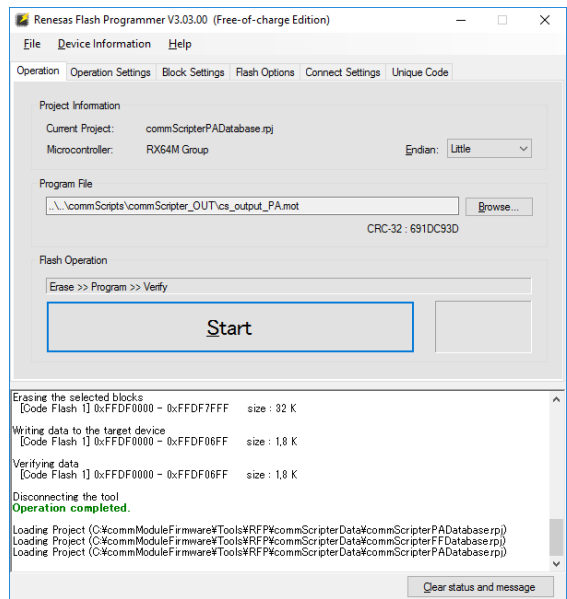 Renesas Flash Programmer V3.03.00 (Free-of-charge Edition)
File Device Information Help
Operation Operation Settings Block Settings Flash Options Connect Settings Unique Code
Project Information
Current Project: commScripterPADatabase.rpj
Microcontroller: RX64M Group
Endian: Little
Program File
..\..\commScripts\commScripter_OUT\cs_output_PA.mot
Browse...
CRC-32 : 691DC93D
Flash Operation
Erase >> Program >> Verify
Start
Erasing the selected blocks
[Code Flash 1] 0xFFDF0000 - 0xFFDF7FFF size : 32 K
Writing data to the target device
[Code Flash 1] 0xFFDF0000 - 0xFFDF06FF size : 1,8 K
Verifying data
[Code Flash 1] 0xFFDF0000 - 0xFFDF06FF size : 1,8 K
Disconnecting the tool
Operation completed.
Loading Project (C:¥commModuleFirmware¥Tools¥RFP¥commScripterData¥commScripterPADatabase.rpj)
Loading Project (C:¥commModuleFirmware¥Tools¥RFP¥commScripterData¥commScripterFFDatabase.rpj)
Loading Project (C:¥commModuleFirmware¥Tools¥RFP¥commScripterData¥commScripterPADatabase.rpj)
Clear status and message